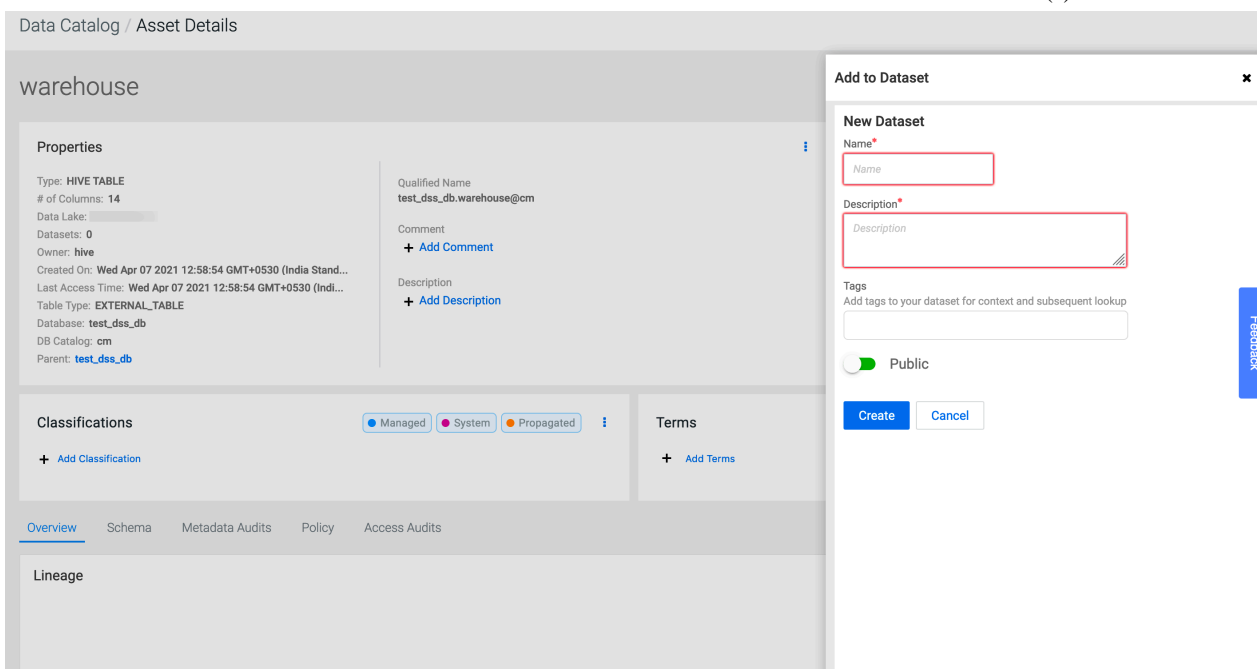 Data Catalog / Asset Details
warehouse
Properties
Type: HIVE TABLE
# of Columns: 14
Data Lake:
Datasets: 0
Owner: hive
Created On: Wed Apr 07 2021 12:58:54 GMT+0530 (India Stand...
Last Access Time: Wed Apr 07 2021 12:58:54 GMT+0530 (Indi...
Table Type: EXTERNAL_TABLE
Database: test_dss_db
DB Catalog: cm
Parent: test_dss_db
Qualified Name
test_dss_db.warehouse@cm
Comment
+ Add Comment
Description
+ Add Description
Classifications
Managed
System
Propagated
+ Add Classification
Terms
+ Add Terms
Overview
Schema
Metadata Audits
Policy
Access Audits
Lineage
Add to Dataset
New Dataset
Name*
Name
Description*
Description
Tags
Add tags to your dataset for context and subsequent lookup
Public
Create
Cancel
Feedback